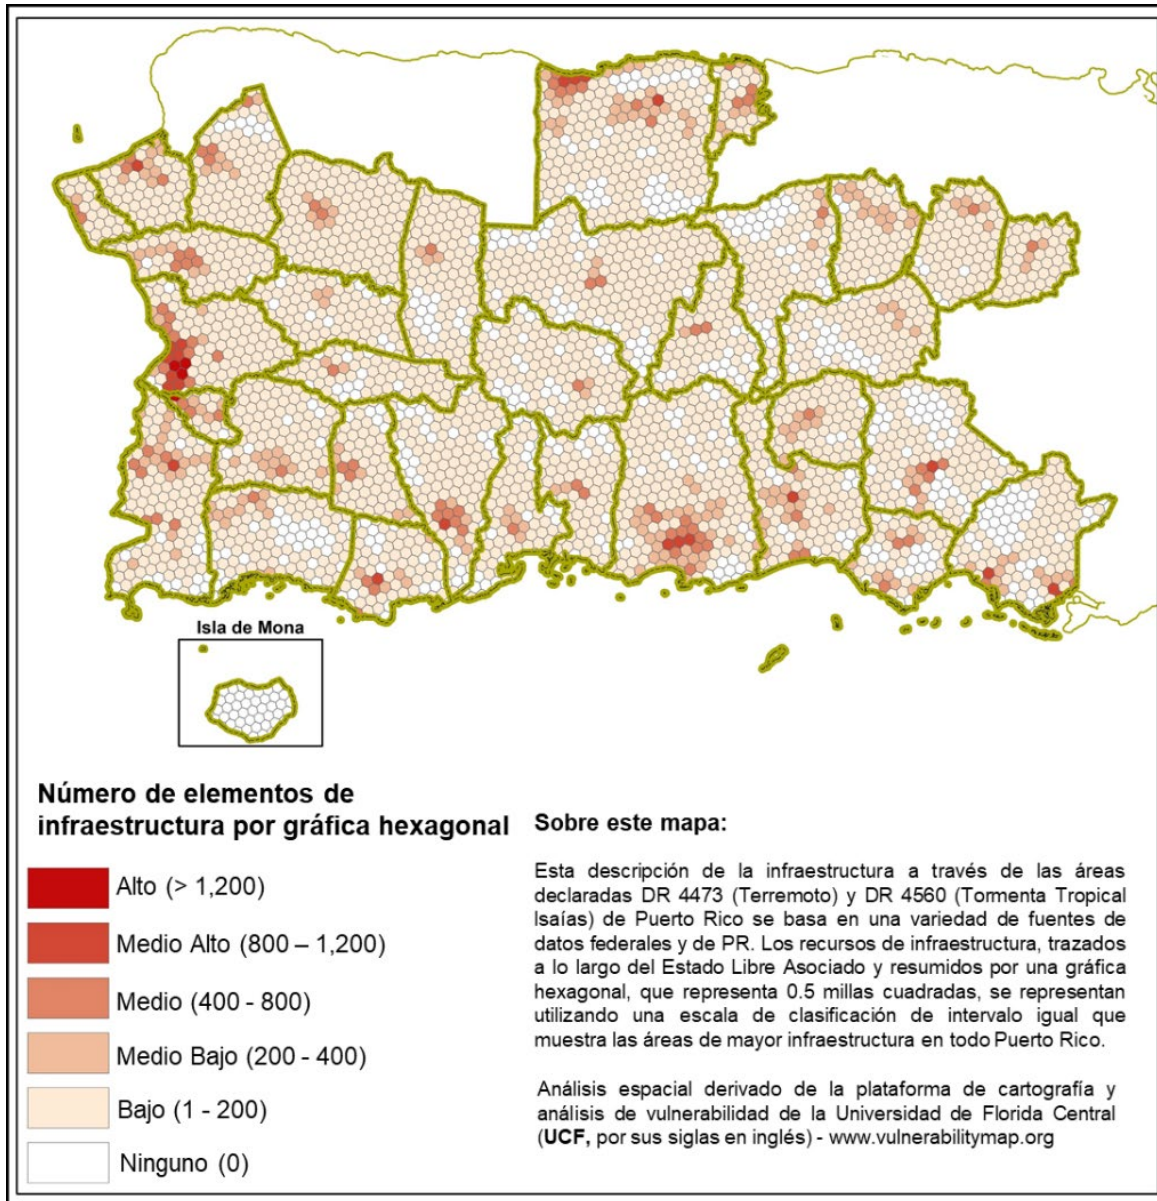 Isla de Mona
Número de elementos de
infraestructura por gráfica hexagonal
Alto (> 1,200)
Medio Alto (800 – 1,200)
Medio (400 - 800)
Medio Bajo (200 - 400)
Bajo (1 - 200)
Ninguno (0)
Sobre este mapa:
Esta descripción de la infraestructura a través de las áreas
declaradas DR 4473 (Terremoto) y DR 4560 (Tormenta Tropical
Isaías) de Puerto Rico se basa en una variedad de fuentes de
datos federales y de PR. Los recursos de infraestructura, trazados
a lo largo del Estado Libre Asociado y resumidos por una gráfica
hexagonal, que representa 0.5 millas cuadradas, se representan
utilizando una escala de clasificación de intervalo igual que
muestra las áreas de mayor infraestructura en todo Puerto Rico.
Análisis espacial derivado de la plataforma de cartografía y
análisis de vulnerabilidad de la Universidad de Florida Central
(UCF, por sus siglas en inglés) - www.vulnerabilitymap.org